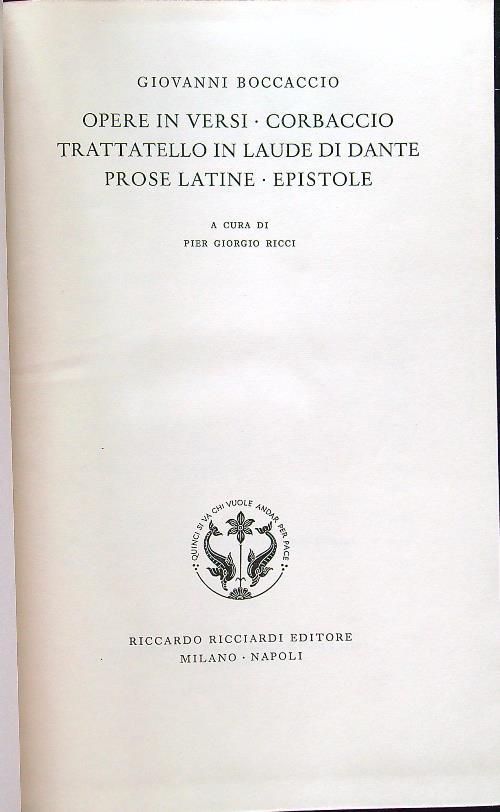 GIOVANNI BOCCACCIO
OPERE IN VERSI · CORBACCIO
TRATTATELLO IN LAUDE DI DANTE
PROSE LATINE · EPISTOLE
A CURA DI
PIER GIORGIO RICCI
QUINCI SI VA CHI VUOLE ANDAR PER PACE
RICCARDO RICCIARDI EDITORE
MILANO · NAPOLI